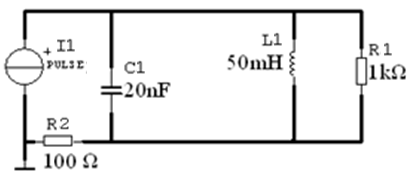 I1
+
PULSE
C1
20nF
L1
50mH
R1
1kΩ
R2
100 Ω